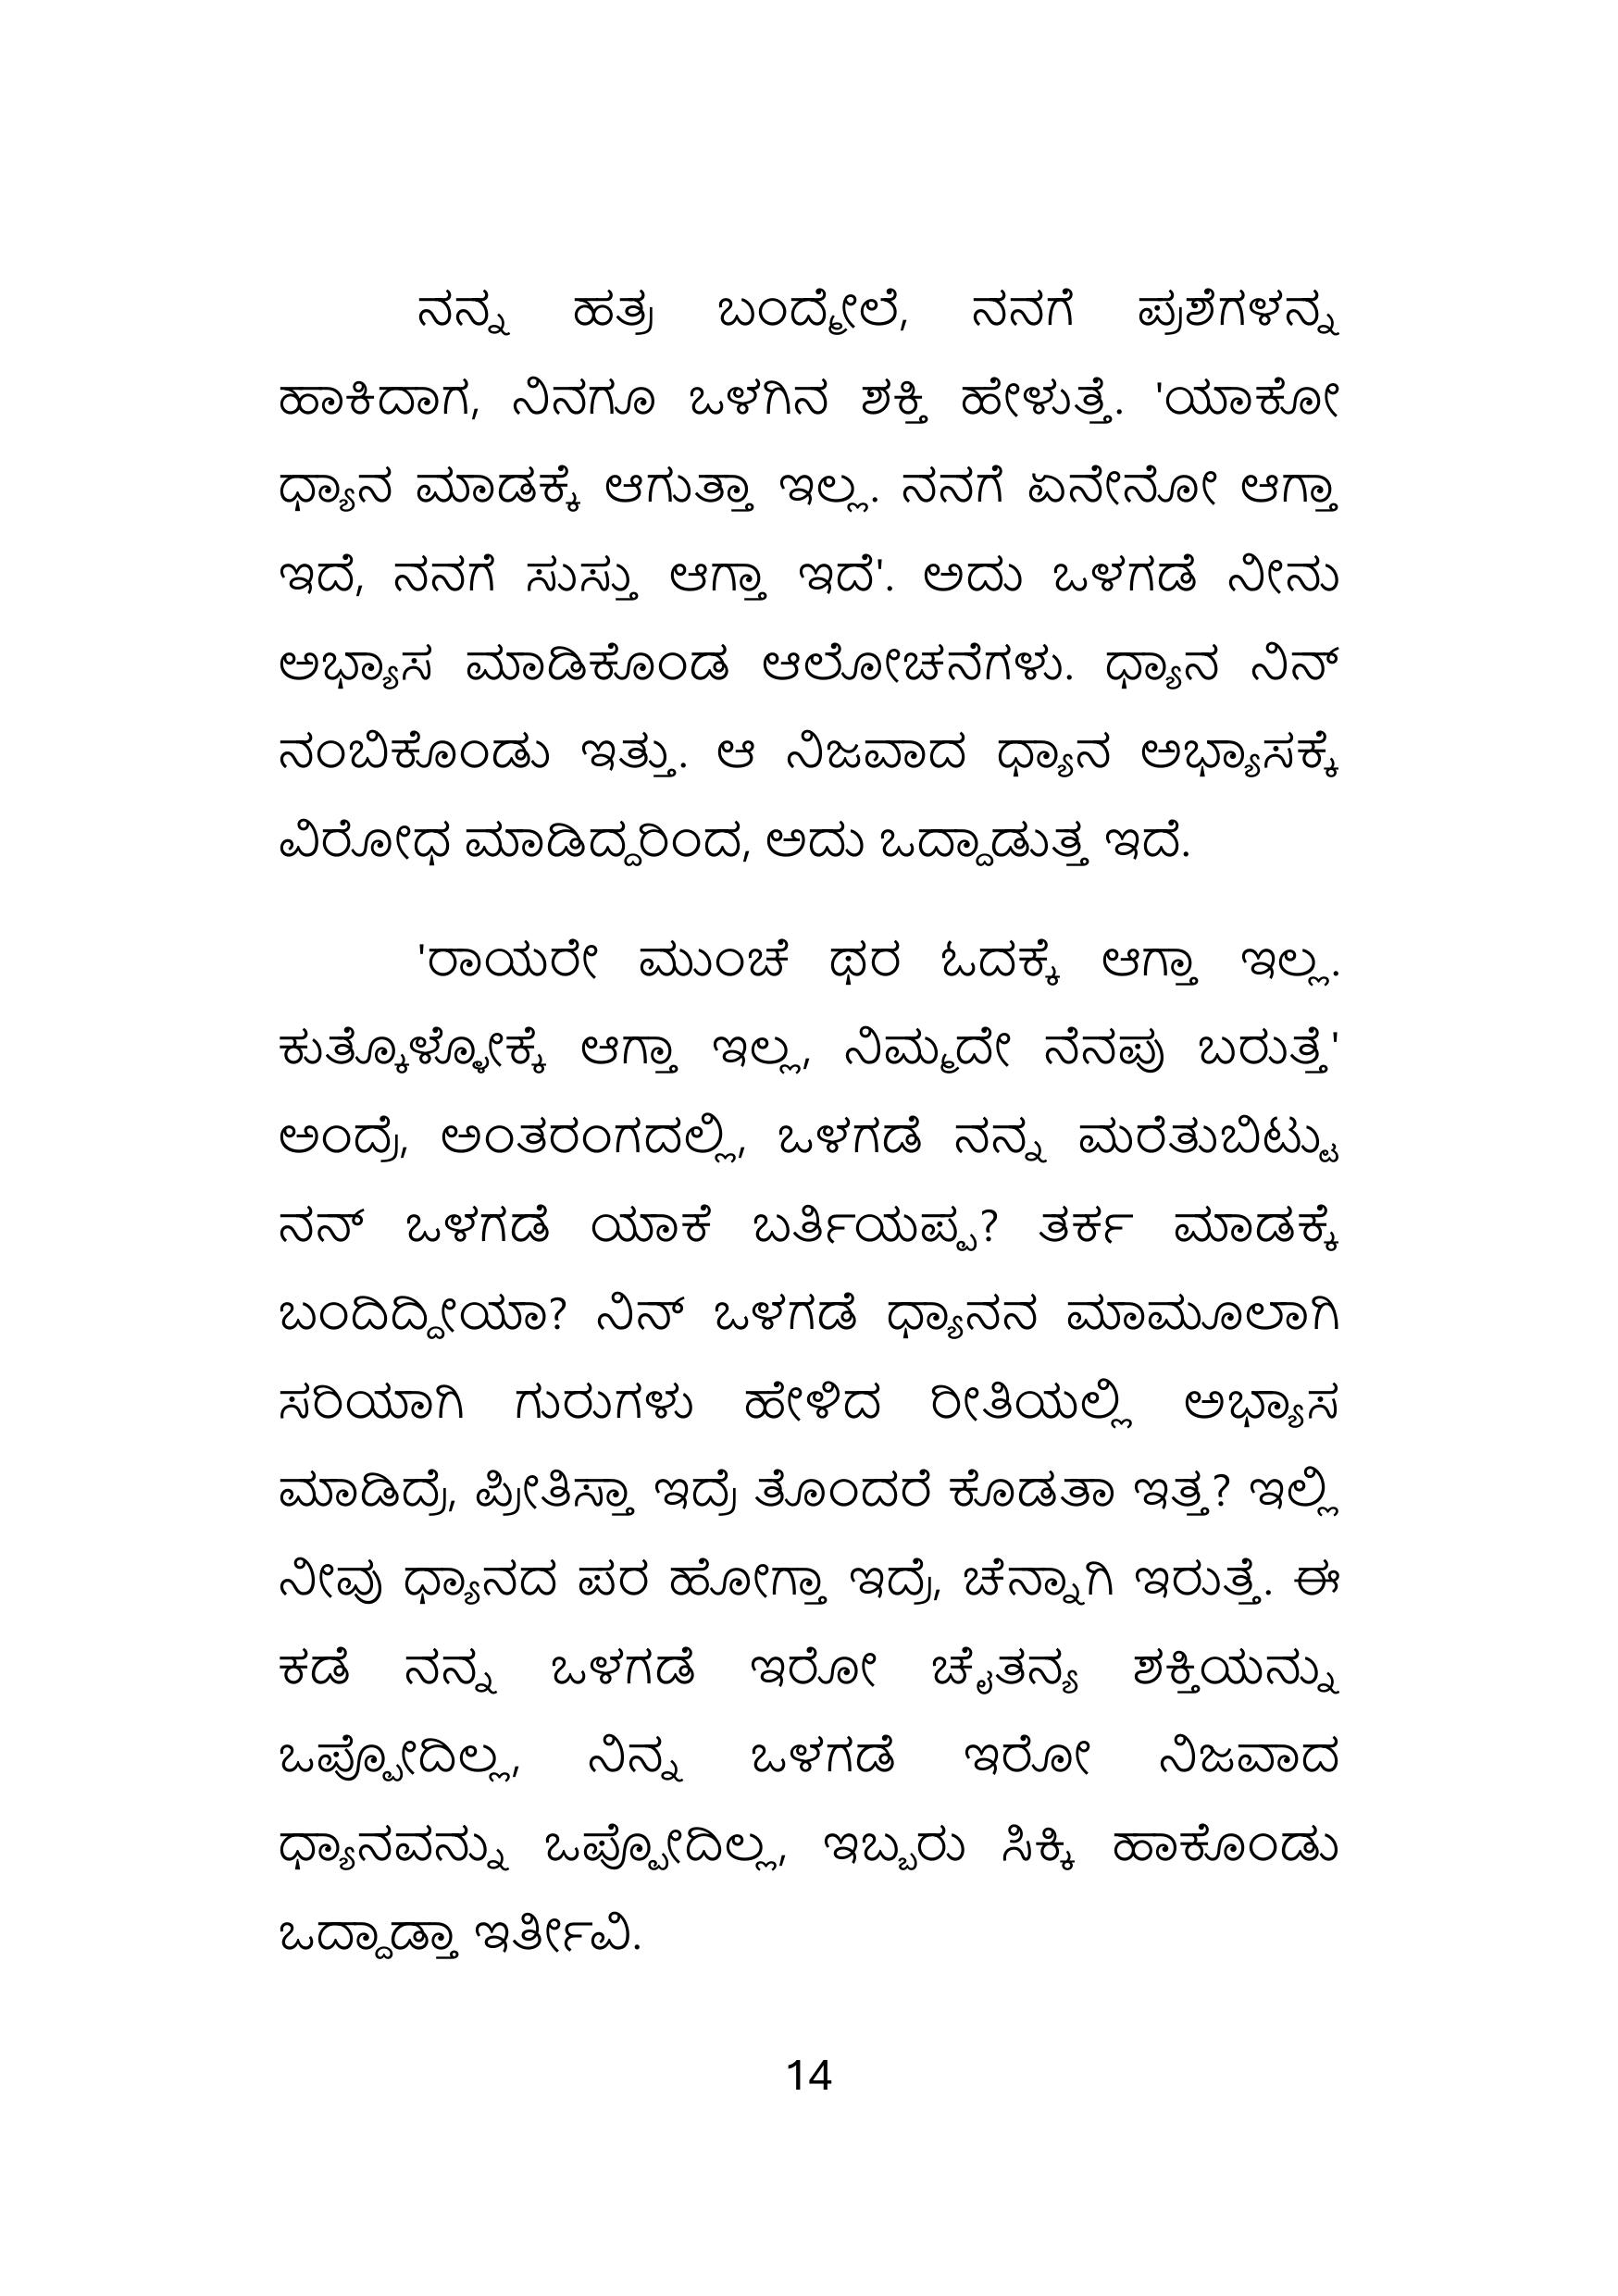 ನನ್ನ ಹತ್ರ ಬಂದ್ಮೇಲೆ, ನನಗೆ ಪ್ರಶೆಗಳನ್ನ
ಹಾಕಿದಾಗ, ನಿನಗೂ ಒಳಗಿನ ಶಕ್ತಿ ಹೇಳುತ್ತೆ. 'ಯಾಕೋ
ಧ್ಯಾನ ಮಾಡಕ್ಕೆ ಆಗುತ್ತಾ ಇಲ್ಲ. ನನಗೆ ಏನೇನೋ ಆಗ್ತಾ
ಇದೆ, ನನಗೆ ಸುಸ್ತು ಆಗ್ತಾ ಇದೆ'. ಅದು ಒಳಗಡೆ ನೀನು
ಅಭ್ಯಾಸ ಮಾಡಿಕೊಂಡ ಆಲೋಚನೆಗಳು. ಧ್ಯಾನ ನಿನ್
ನಂಬಿಕೊಂಡು ಇತ್ತು. ಆ ನಿಜವಾದ ಧ್ಯಾನ ಅಭ್ಯಾಸಕ್ಕೆ
ವಿರೋಧ ಮಾಡಿದ್ದರಿಂದ, ಅದು ಒದ್ದಾಡುತ್ತ ಇದೆ.
'ರಾಯರೇ ಮುಂಚೆ ಥರ ಓದಕ್ಕೆ ಆಗ್ತಾ ಇಲ್ಲ.
ಕುತ್ಕೊಳ್ಳೋಕ್ಕೆ ಆಗ್ತಾ ಇಲ್ಲ, ನಿಮ್ಮದೇ ನೆನಪು ಬರುತ್ತೆ'
ಅಂದ್ರೆ, ಅಂತರಂಗದಲ್ಲಿ, ಒಳಗಡೆ ನನ್ನ ಮರೆತುಬಿಟ್ಟು
ನನ್ ಒಳಗಡೆ ಯಾಕೆ ಬರ್ತಿಯಪ್ಪ? ತರ್ಕ ಮಾಡಕ್ಕೆ
ಬಂದಿದ್ದೀಯಾ? ನಿನ್ ಒಳಗಡೆ ಧ್ಯಾನನ ಮಾಮೂಲಾಗಿ
ಸರಿಯಾಗಿ ಗುರುಗಳು ಹೇಳಿದ ರೀತಿಯಲ್ಲಿ ಅಭ್ಯಾಸ
ಮಾಡಿದ್ರೆ, ಪ್ರೀತಿಸ್ತಾ ಇದ್ರೆ ತೊಂದರೆ ಕೊಡತಾ ಇತ್ತ? ಇಲ್ಲಿ
ನೀವು ಧ್ಯಾನದ ಪರ ಹೋಗ್ತಾ ಇದ್ರೆ, ಚೆನ್ನಾಗಿ ಇರುತ್ತೆ. ಈ
ಕಡೆ ನನ್ನ ಒಳಗಡೆ ಇರೋ ಚೈತನ್ಯ ಶಕ್ತಿಯನ್ನು
ಒಪ್ಪೋದಿಲ್ಲ, ನಿನ್ನ ಒಳಗಡೆ ಇರೋ ನಿಜವಾದ
ಧ್ಯಾನವನ್ನು ಒಪ್ಪೋದಿಲ್ಲ, ಇಬ್ಬರು ಸಿಕ್ಕಿ ಹಾಕೊಂಡು
ಒದ್ದಾಡ್ತಾ ಇರ್ತೀವಿ.
14